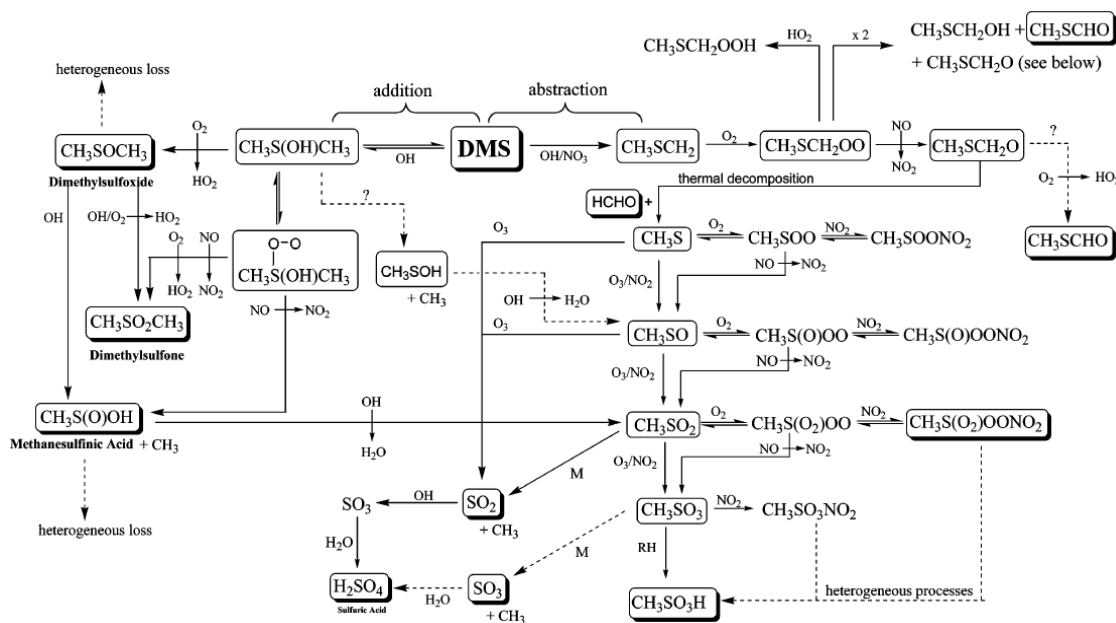 CH₃SCH₂OOH
HO₂
x 2
CH₃SCH₂OH + CH₃SCHO
+ CH₃SCH₂O (see below)
heterogeneous loss
addition
abstraction
CH₃SOCH₃
Dimethylsulfoxide
O₂
HO₂
CH₃S(OH)CH₃
OH
DMS
OH/NO₃
CH₃SCH₂
O₂
CH₃SCH₂OO
NO
NO₂
CH₃SCH₂O
?
O₂
HO₂
CH₃SCHO
thermal decomposition
HCHO +
OH
OH/O₂
HO₂
O₂
HO₂
NO
NO₂
O-O
CH₃S(OH)CH₃
?
CH₃SOH
+ CH₃
NO
NO₂
CH₃SO₂CH₃
Dimethylsulfone
O₃
CH₃S
O₂
CH₃SOO
NO₂
CH₃SOONO₂
O₃/NO₂
NO
NO₂
OH
H₂O
O₃
CH₃SO
O₂
CH₃S(O)OO
NO₂
CH₃S(O)OONO₂
O₃/NO₂
NO
NO₂
CH₃S(O)OH
Methanesulfinic Acid + CH₃
OH
H₂O
CH₃SO₂
O₂
CH₃S(O₂)OO
NO₂
CH₃S(O₂)OONO₂
O₃/NO₂
NO
NO₂
M
heterogeneous loss
SO₃
OH
SO₂
+ CH₃
CH₃SO₃
NO₂
CH₃SO₃NO₂
H₂O
M
RH
H₂SO₄
Sulfuric Acid
H₂O
SO₃
+ CH₃
CH₃SO₃H
heterogeneous processes